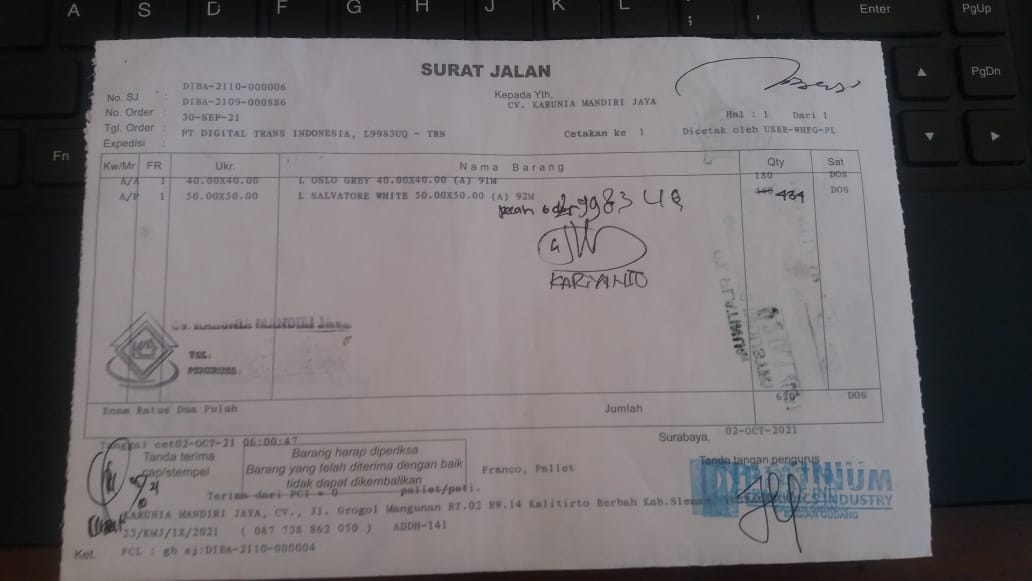 A S D F G H J K L ; ' Enter PgUp
PgDn
Fn
SURAT JALAN
No. SJ : DIBA-2110-000006
No. Order : DIBA-2109-000886
Tgl. Order : 30-SEP-21
Expedisi : PT DIGITAL TRANS INDONESIA, L9983UQ - TRN
Kepada Yth,
CV. KARUNIA MANDIRI JAYA
Hal : 1 Dari 1
Cetakan ke 1 Dicetak oleh USER-WHFG-PL
Kw/Mr FR Ukr. Nama Barang Qty Sat
A/A 1 40.00X40.00 L OSLO GREY 40.00X40.00 (A) 91M 180 DOS
A/P 1 50.00X50.00 L SALVATORE WHITE 50.00X50.00 (A) 92M 440 434 DOS
pecah 6
KARIYANTO
CV. KARUNIA MANDIRI Jaya
TGL:
PENERIMA:
Enam Ratus Dua Puluh Jumlah 620 DOS
Tanggal cet02-OCT-21 06:00:47
Surabaya, 02-OCT-2021
Tanda terima
cap/stempel
Barang harap diperiksa
Barang yang telah diterima dengan baik
tidak dapat dikembalikan
Franco, Pallet
Tanda tangan pengurus
Terima dari PCI = 0 pallet/peti.
KARUNIA MANDIRI JAYA, CV., Jl. Grogol Mangunan RT.02 RW.14 Kalitirto Berbah Kab.Sleman
23/KMJ/IX/2021 ( 087 738 862 050 ) ADDH-141
Ket. FCL : gb sj:DIBA-2110-000004
INDUSTRY
BAGIAN GUDANG